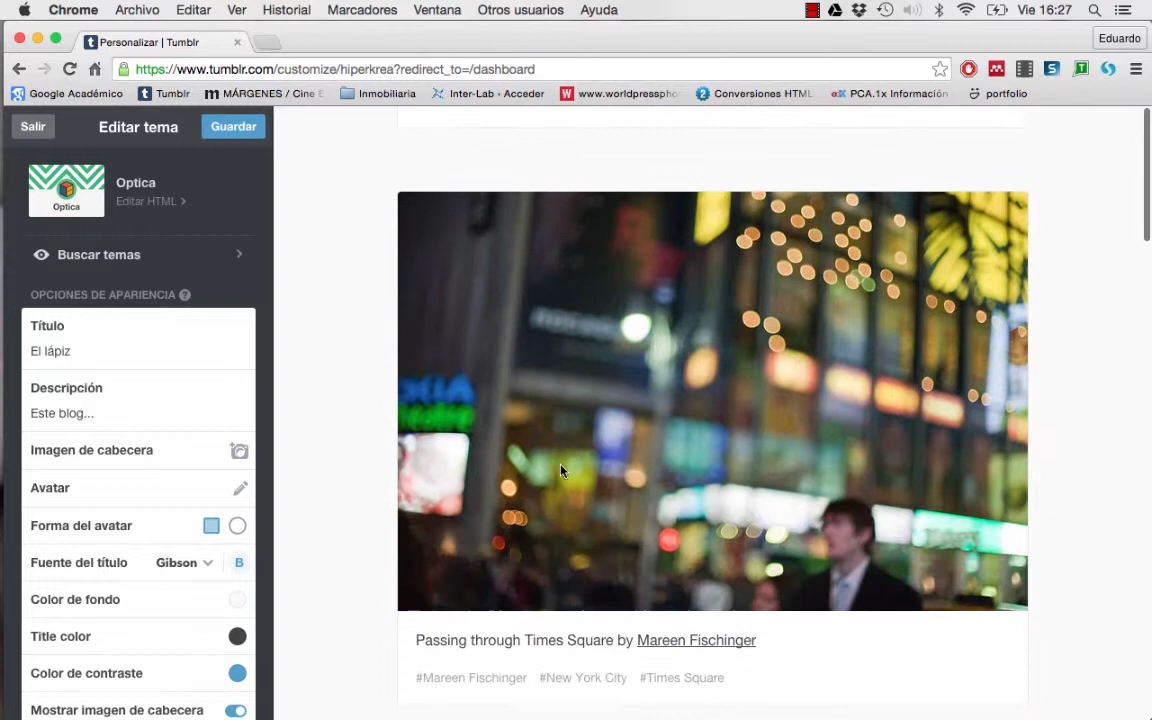 Chrome Archivo Editar Ver Historial Marcadores Ventana Otros usuarios Ayuda Vie 16:27
Personalizar | Tumblr Eduardo
https://www.tumblr.com/customize/hiperkrea?redirect_to=/dashboard
Google Académico Tumblr MÁRGENES / Cine E Inmobiliaria Inter-Lab › Acceder www.worldpresspho Conversiones HTML PCA.1x Información portfolio
Salir Editar tema Guardar
Optica
Optica
Editar HTML
Buscar temas
OPCIONES DE APARIENCIA ?
Título
El lápiz
Descripción
Este blog...
Imagen de cabecera
Avatar
Forma del avatar
Fuente del título Gibson B
Color de fondo
Title color
Color de contraste
Mostrar imagen de cabecera
Passing through Times Square by Mareen Fischinger
#Mareen Fischinger #New York City #Times Square